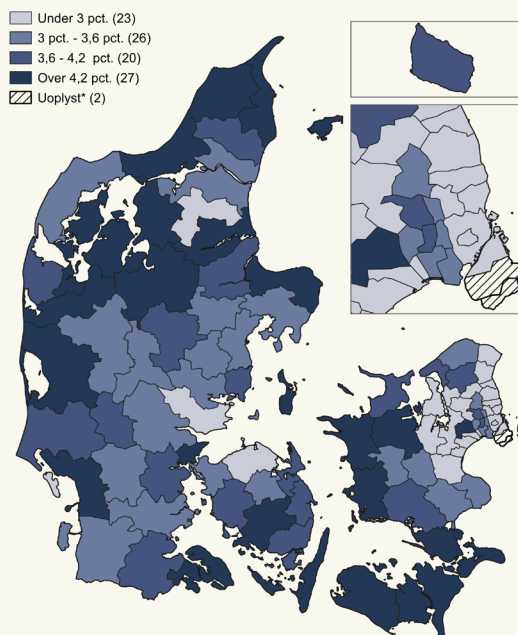 Under 3 pct. (23)
3 pct. - 3,6 pct. (26)
3,6 - 4,2 pct. (20)
Over 4,2 pct. (27)
Uoplyst* (2)